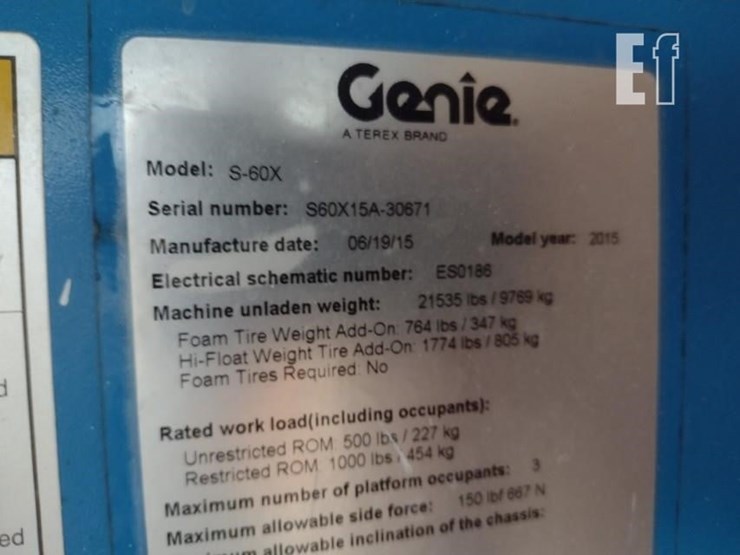 Ef
Genie
A TEREX BRAND
Model: S-60X
Serial number: S60X15A-30671
Manufacture date: 06/19/15 Model year: 2015
Electrical schematic number: ES0186
Machine unladen weight: 21535 lbs / 9769 kg
Foam Tire Weight Add-On: 764 lbs / 347 kg
Hi-Float Weight Tire Add-On: 1774 lbs / 805 kg
Foam Tires Required: No
Rated work load(including occupants):
Unrestricted ROM: 500 lbs / 227 kg
Restricted ROM: 1000 lbs / 454 kg
Maximum number of platform occupants: 3
Maximum allowable side force: 150 lbf 667 N
allowable inclination of the chassis: